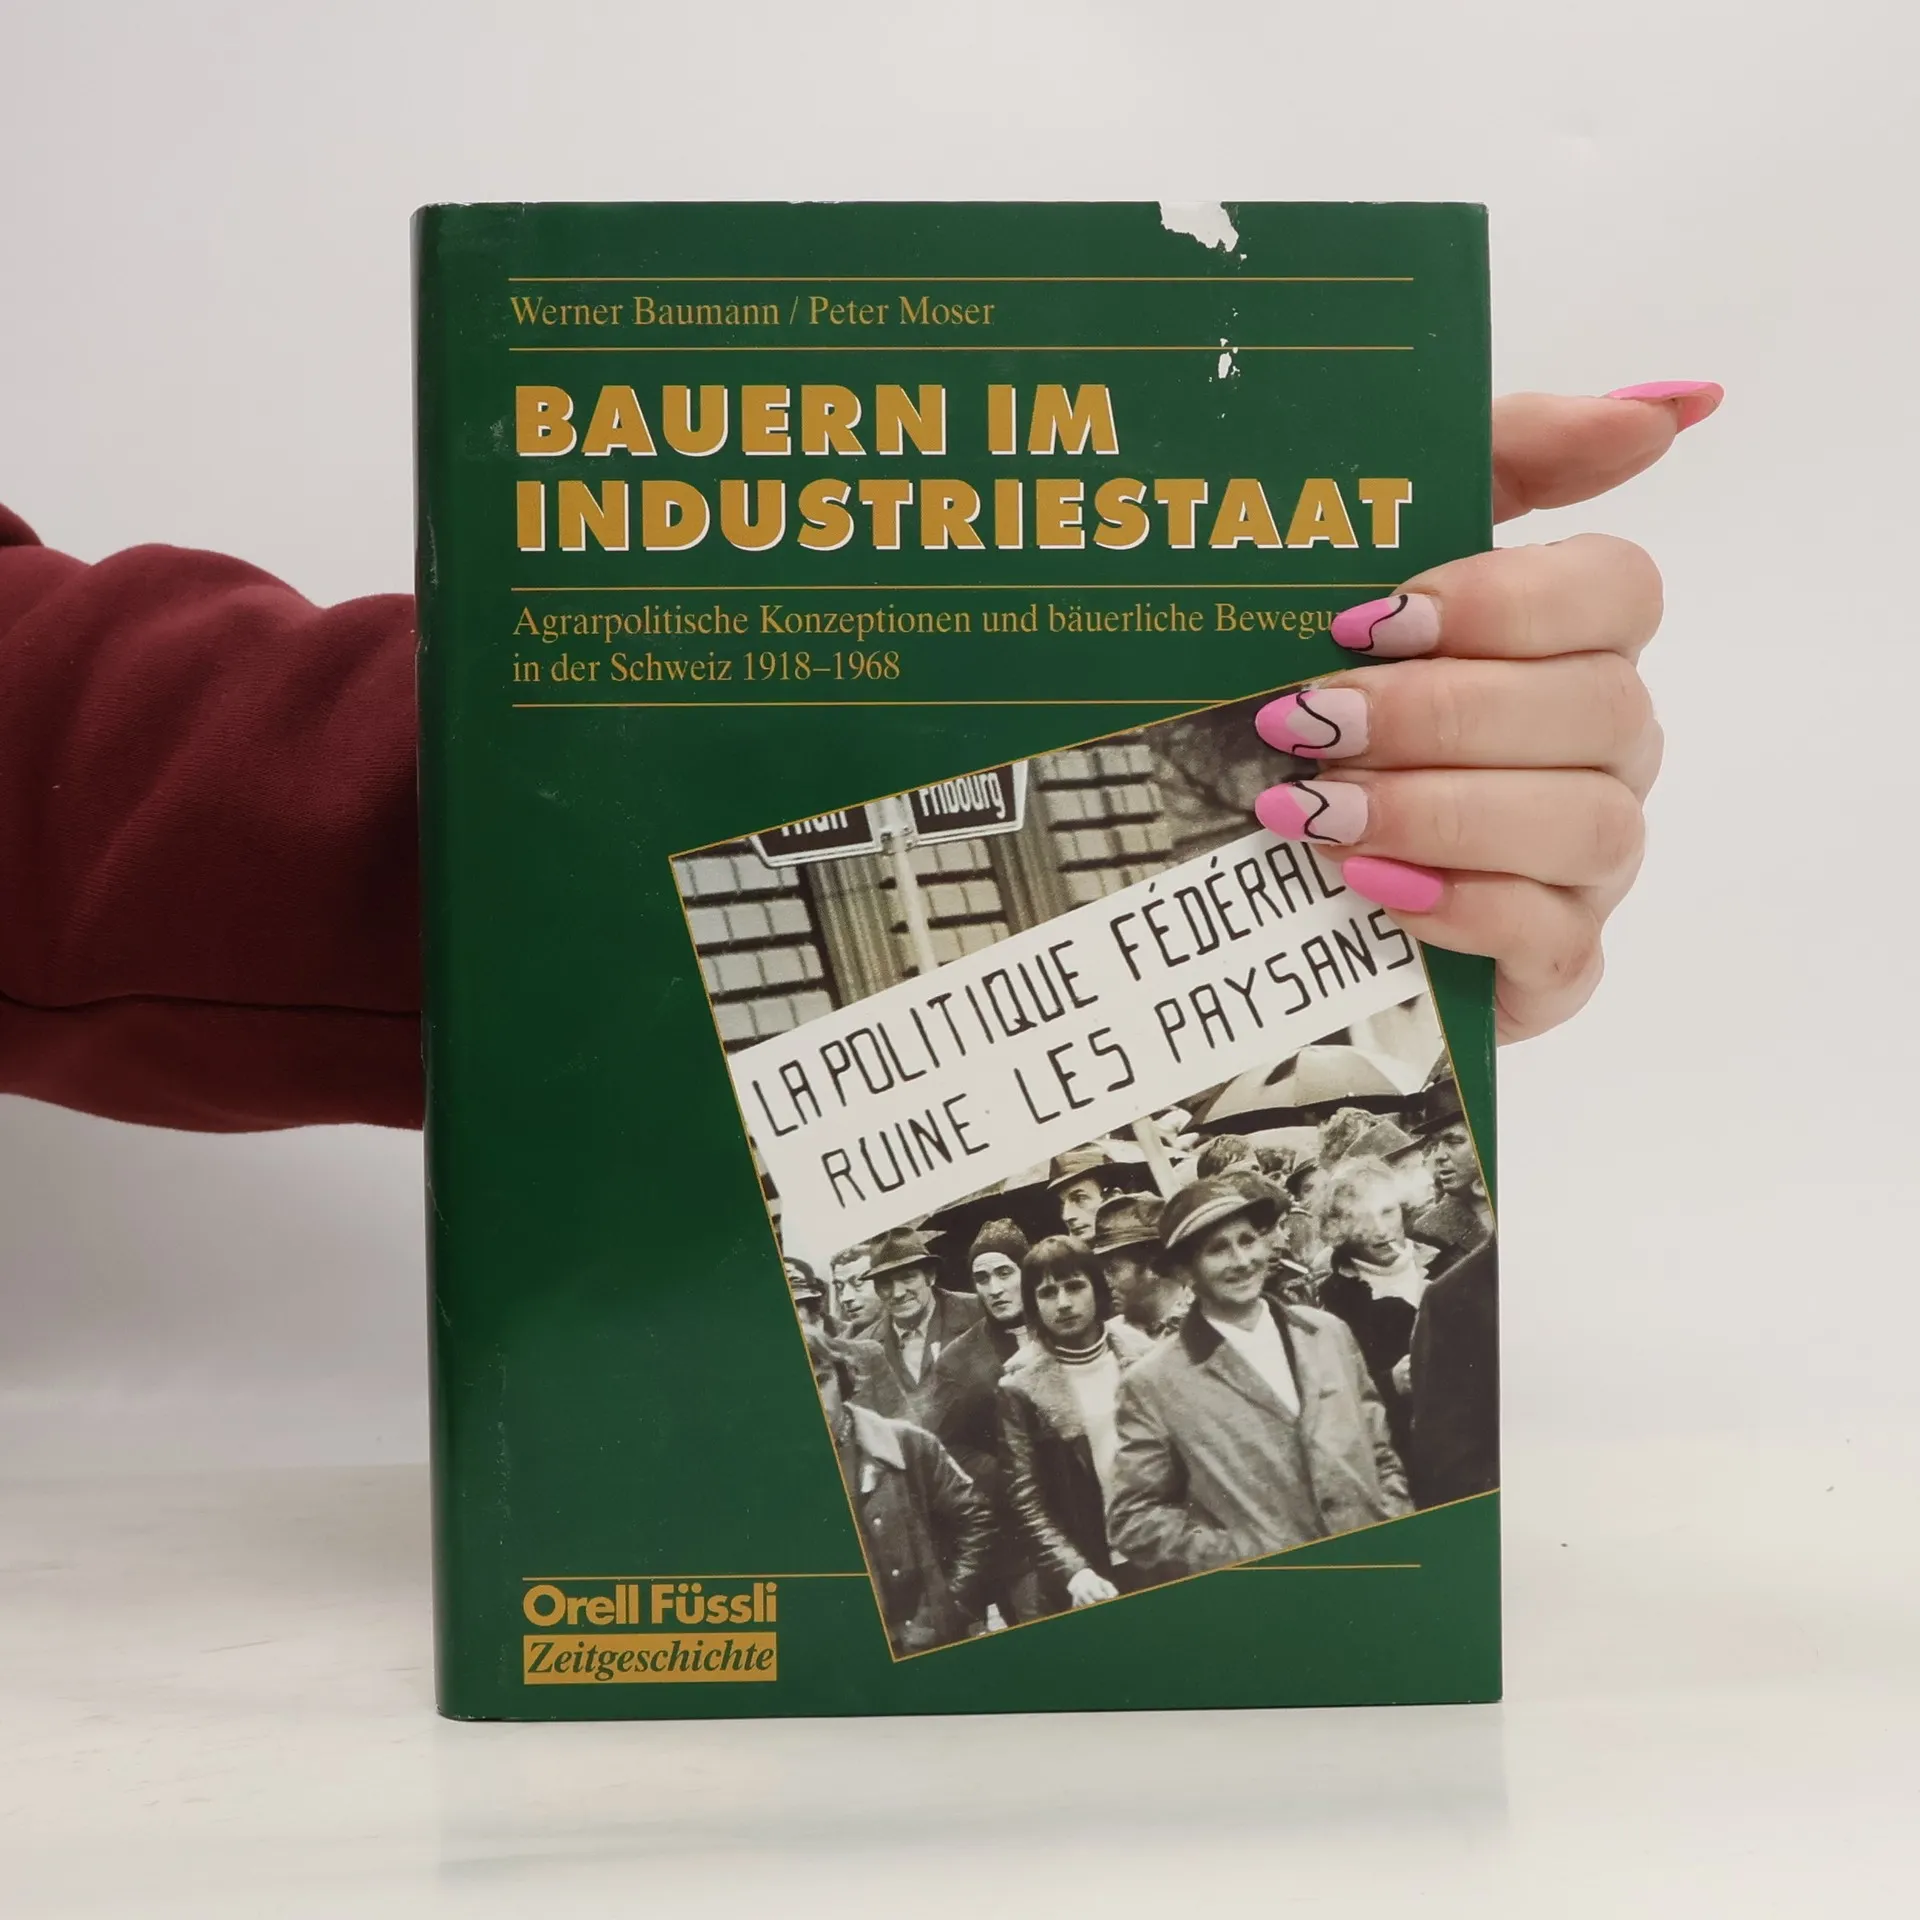 Werner Baumann / Peter Moser
BAUERN IM
INDUSTRIESTAAT
Agrarpolitische Konzeptionen und bäuerliche
in der Schweiz 1918–1968
Fribourg
LA POLITIQUE
RUINE LES PAYSANS
Orell Füssli
Zeitgeschichte